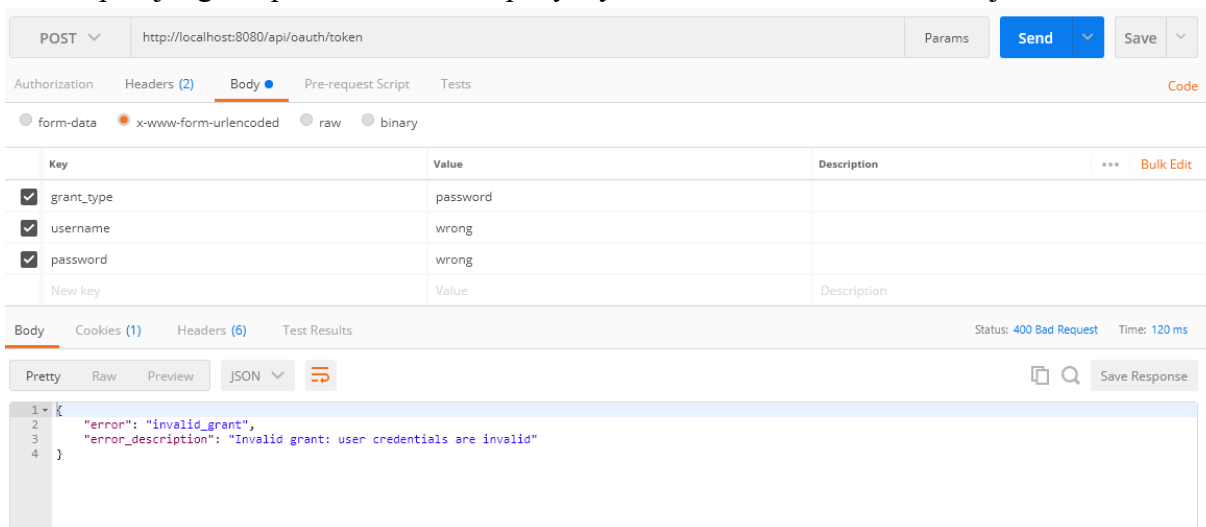 POST http://localhost:8080/api/oauth/token Params Send Save
Authorization Headers (2) Body Pre-request Script Tests Code
form-data x-www-form-urlencoded raw binary
Key Value Description Bulk Edit
grant_type password
username wrong
password wrong
New key Value Description
Body Cookies (1) Headers (6) Test Results Status: 400 Bad Request Time: 120 ms
Pretty Raw Preview JSON Save Response
1 {
2 "error": "invalid_grant",
3 "error_description": "Invalid grant: user credentials are invalid"
4 }